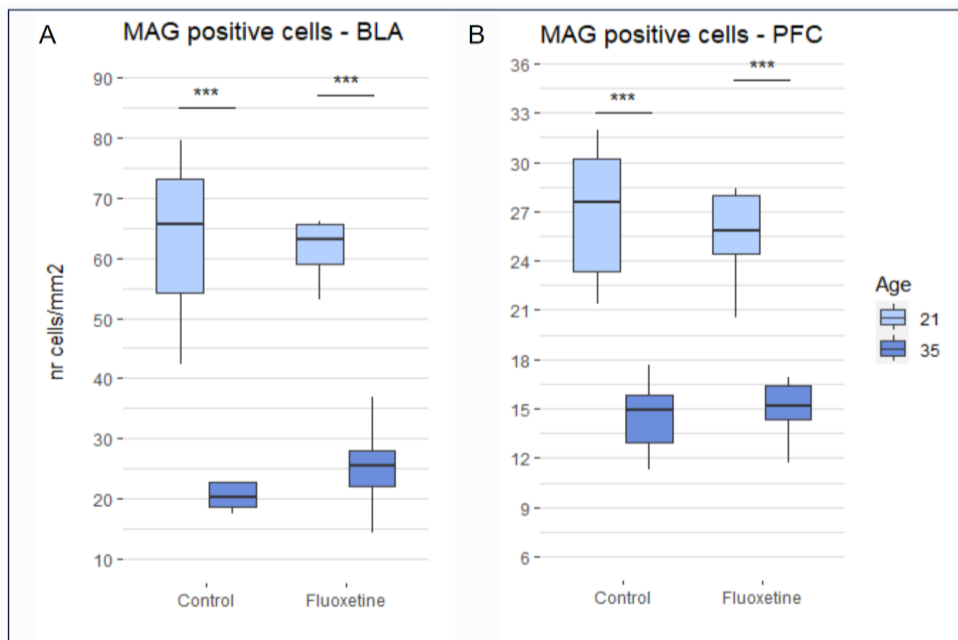 A
MAG positive cells - BLA
nr cells/mm2
90
80
70
60
50
40
30
20
10
***
***
Control
Fluoxetine
B
MAG positive cells - PFC
36
33
30
27
24
21
18
15
12
9
6
***
***
Control
Fluoxetine
Age
21
35